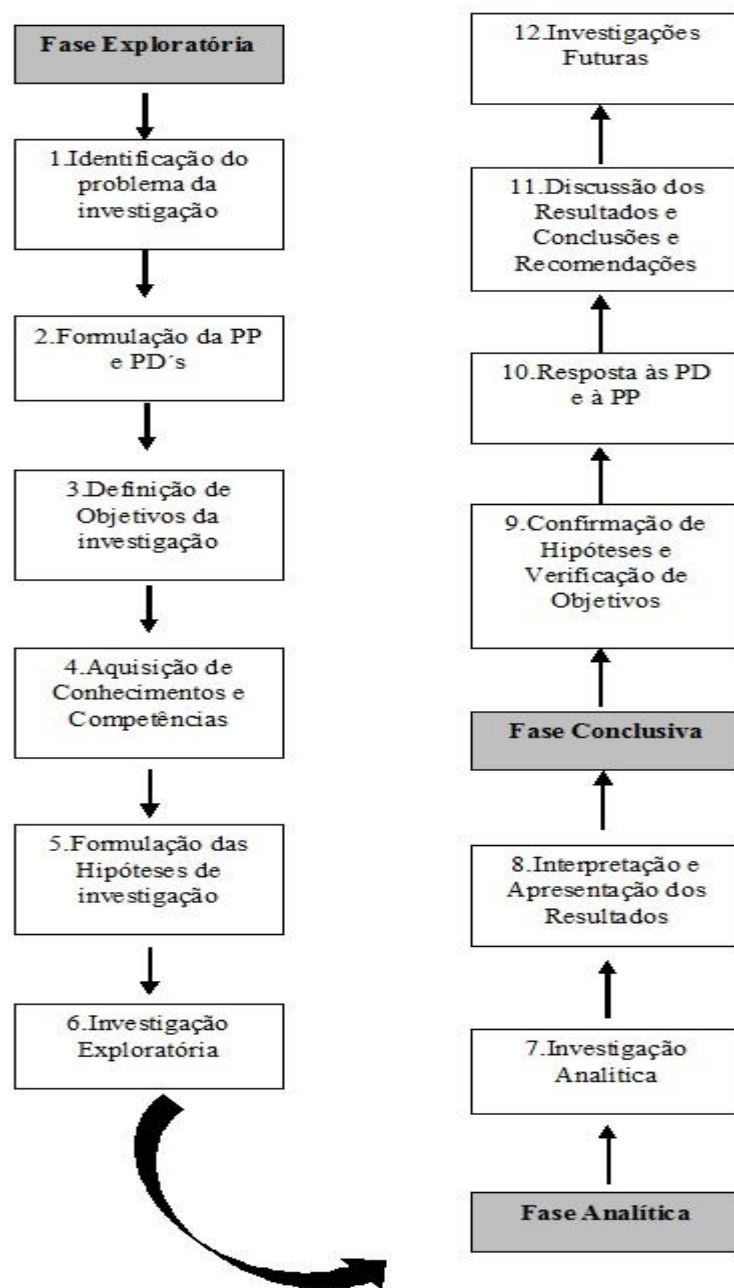 Fase Exploratória
1.Identificação do
problema da
investigação
2.Formulação da PP
e PD´s
3.Definição de
Objetivos da
investigação
4.Aquisição de
Conhecimentos e
Competências
5.Formulação das
Hipóteses de
investigação
6.Investigação
Exploratória
Fase Analítica
7.Investigação
Analítica
8.Interpretação e
Apresentação dos
Resultados
Fase Conclusiva
9.Confirmação de
Hipóteses e
Verificação de
Objetivos
10.Resposta às PD
e à PP
11.Discussão dos
Resultados e
Conclusões e
Recomendações
12.Investigações
Futuras